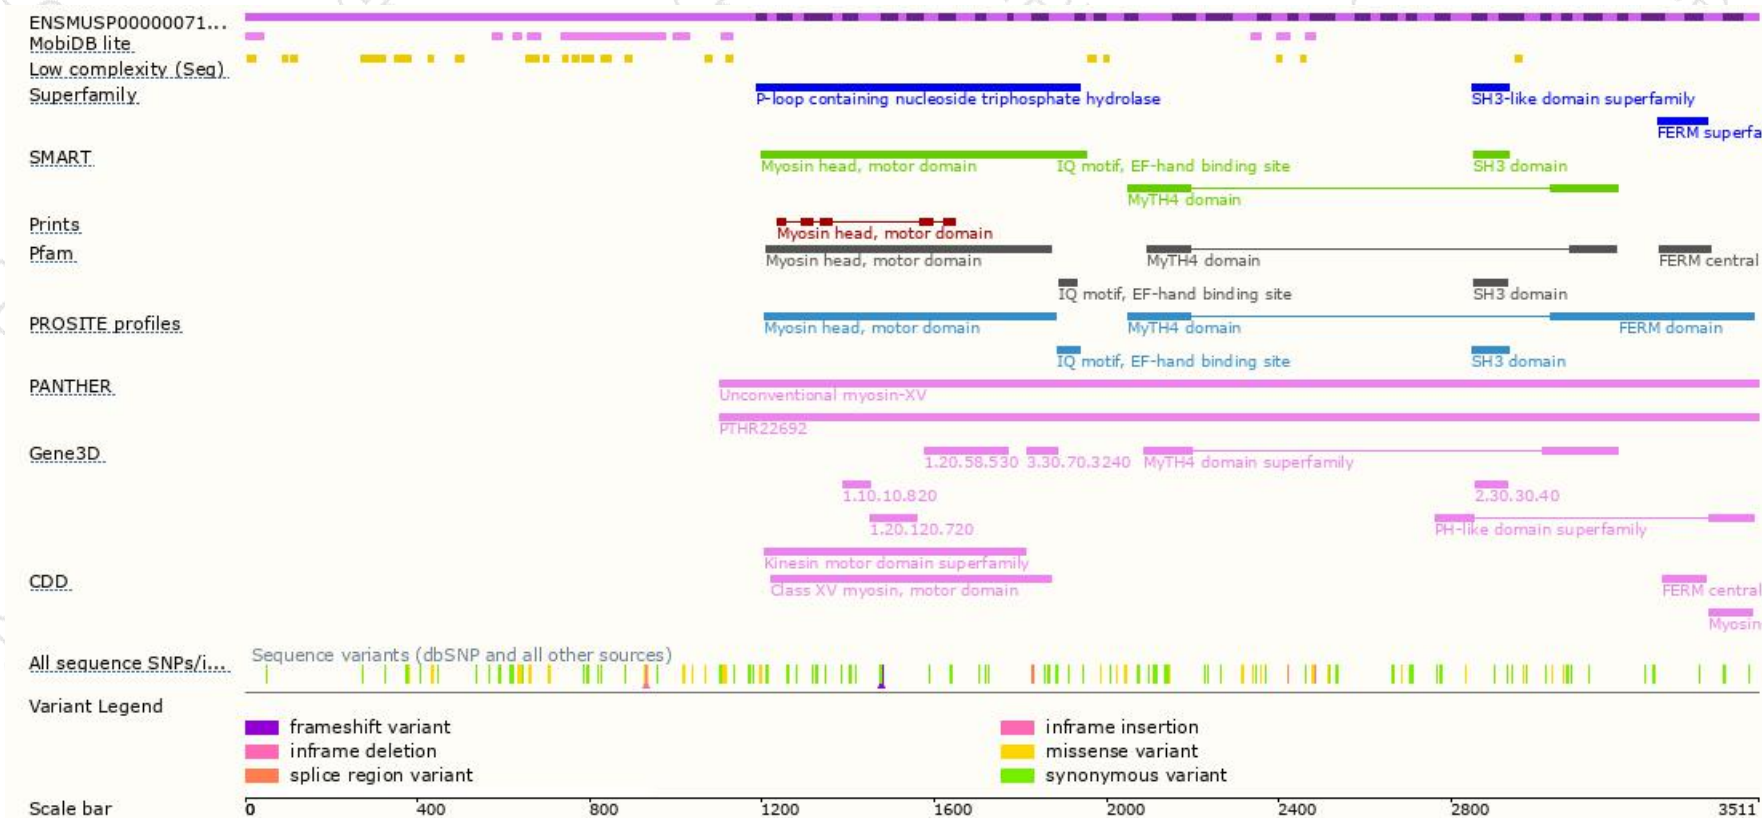 ENSMUSP00000071...
MobiDB lite
Low complexity (Seg)
Superfamily
P-loop containing nucleoside triphosphate hydrolase
SH3-like domain superfamily
FERM superfa
SMART
Myosin head, motor domain
IQ motif, EF-hand binding site
SH3 domain
MyTH4 domain
Prints
Myosin head, motor domain
Pfam
Myosin head, motor domain
MyTH4 domain
FERM central
IQ motif, EF-hand binding site
SH3 domain
PROSITE profiles
Myosin head, motor domain
MyTH4 domain
FERM domain
IQ motif, EF-hand binding site
SH3 domain
PANTHER
Unconventional myosin-XV
PTHR22692
Gene3D
1.20.58.530
3.30.70.3240
MyTH4 domain superfamily
1.10.10.820
2.30.30.40
1.20.120.720
PH-like domain superfamily
Kinesin motor domain superfamily
CDD
Class XV myosin, motor domain
FERM central
Myosin
All sequence SNPs/i...
Sequence variants (dbSNP and all other sources)
Variant Legend
frameshift variant
inframe insertion
inframe deletion
missense variant
splice region variant
synonymous variant
Scale bar
0 400 800 1200 1600 2000 2400 2800 3511